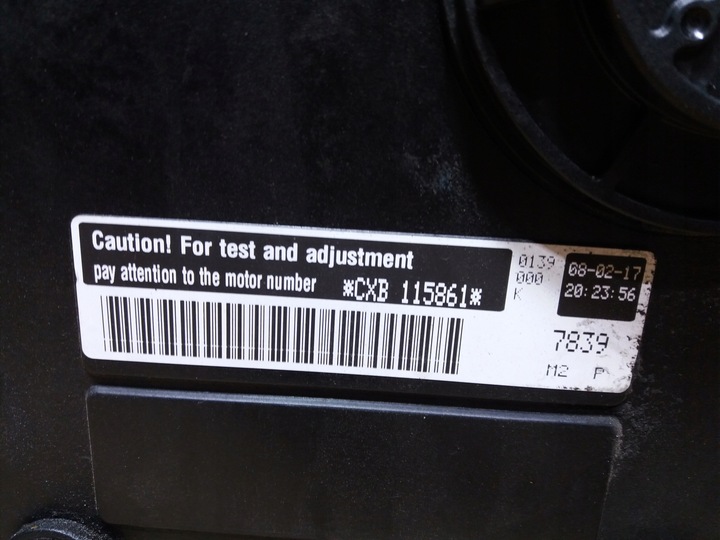 Caution! For test and adjustment
pay attention to the motor number *CXB 115861*
0139
000
K
68-02-17
20:23:56
7839
M2 P